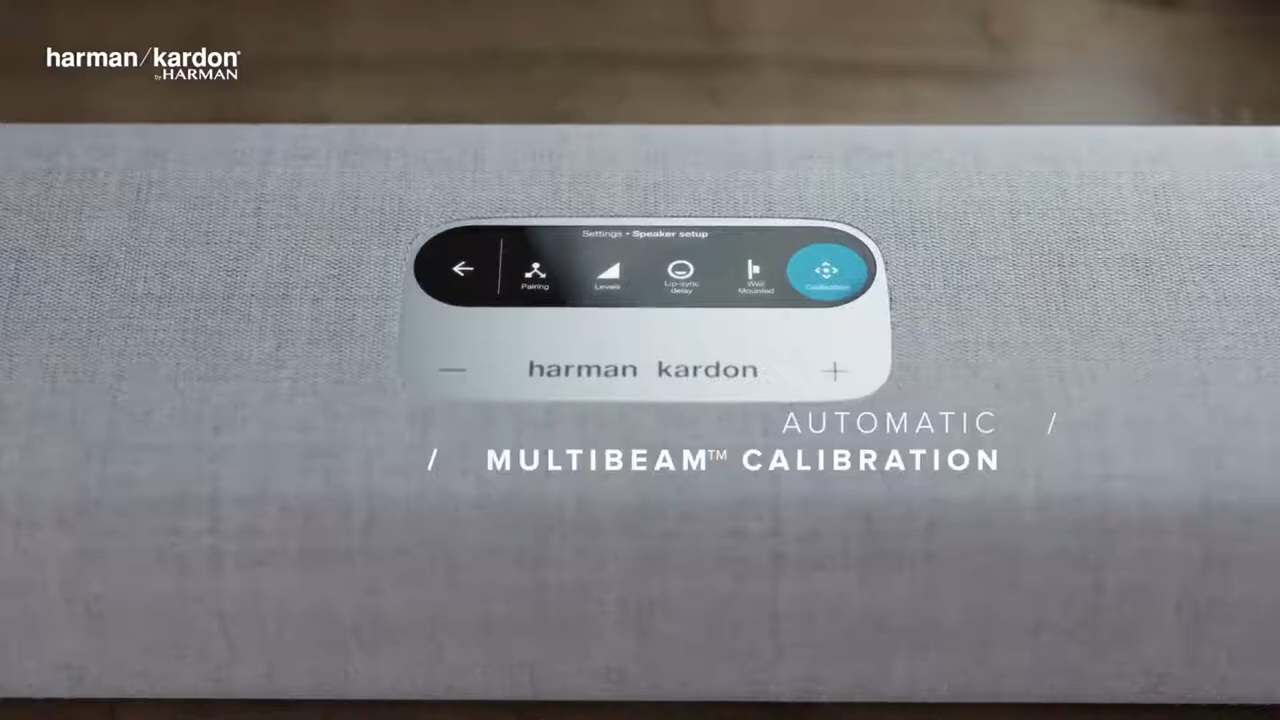 harman/kardon®
by HARMAN
Settings • Speaker setup
Pairing
Levels
Lip-sync
delay
Wall
Mounted
Calibration
— harman kardon +
AUTOMATIC /
/ MULTIBEAM™ CALIBRATION